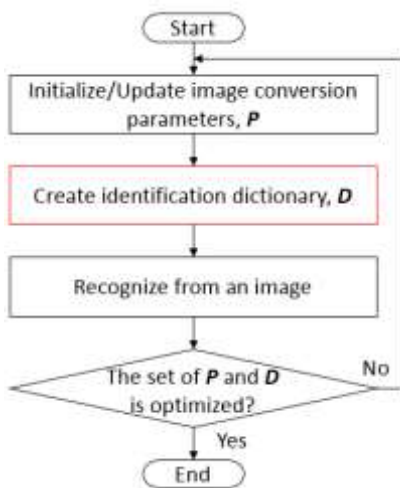 Start
Initialize/Update image conversion
parameters, P
Create identification dictionary, D
Recognize from an image
The set of P and D
is optimized?
No
Yes
End